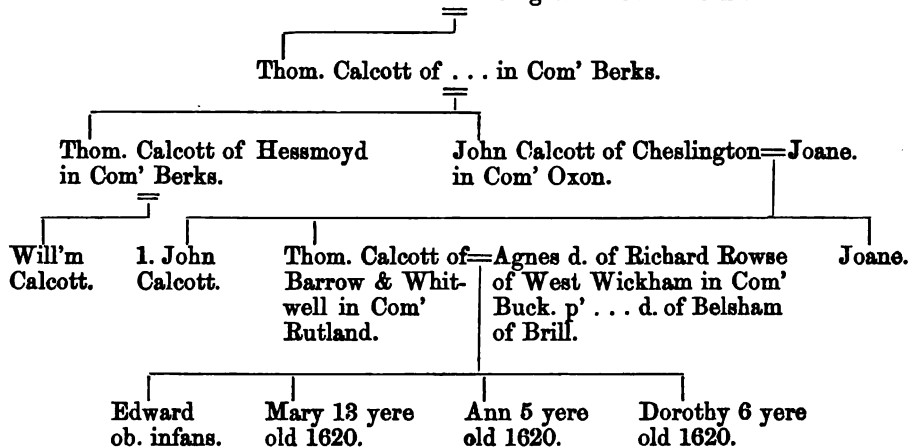 Thom. Calcott of . . . in Com' Berks.
Thom. Calcott of Hessmoyd
in Com' Berks.
John Calcott of Cheslington=Joane.
in Com' Oxon.
Will'm
Calcott.
1. John
Calcott.
Thom. Calcott of=Agnes d. of Richard Rowse
Barrow & Whit-
well in Com'
Rutland.
of West Wickham in Com'
Buck. p' . . . d. of Belsham
of Brill.
Joane.
Edward
ob. infans.
Mary 13 yere
old 1620.
Ann 5 yere
old 1620.
Dorothy 6 yere
old 1620.